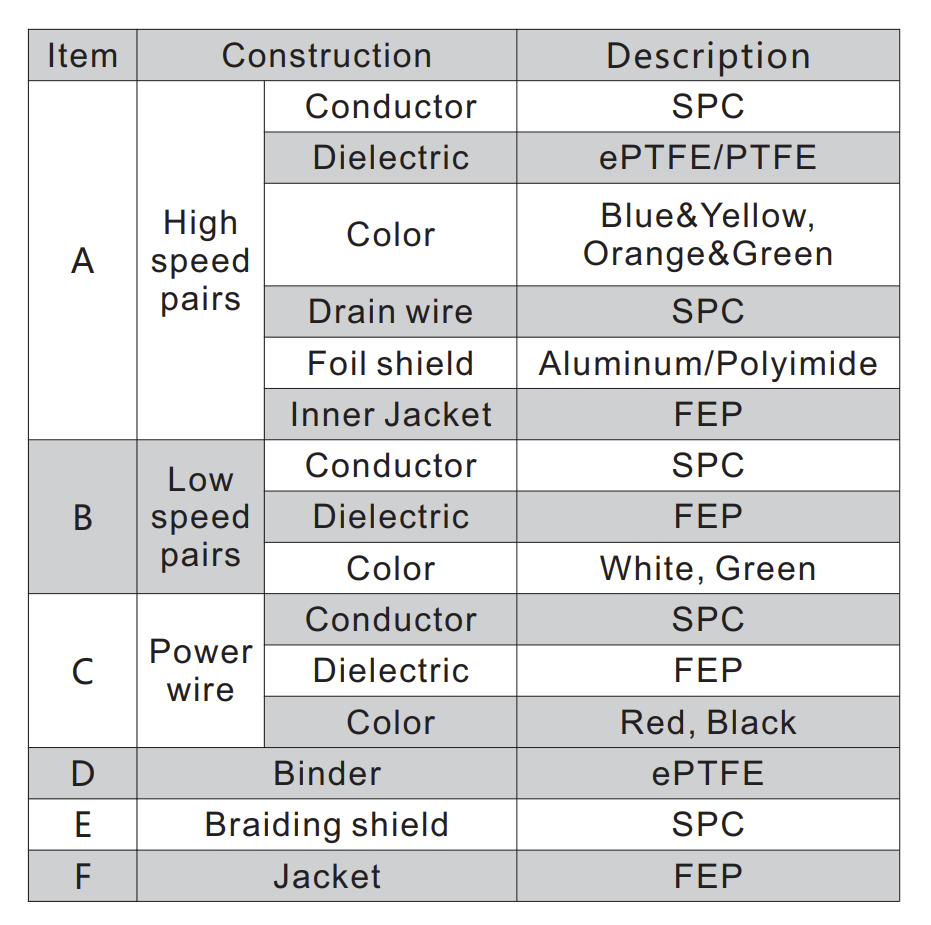 Item Construction Description
A
High
speed
pairs
Conductor SPC
Dielectric ePTFE/PTFE
Color
Blue&Yellow,
Orange&Green
Drain wire SPC
Foil shield Aluminum/Polyimide
Inner Jacket FEP
B
Low
speed
pairs
Conductor SPC
Dielectric FEP
Color White, Green
C
Power
wire
Conductor SPC
Dielectric FEP
Color Red, Black
D Binder ePTFE
E Braiding shield SPC
F Jacket FEP